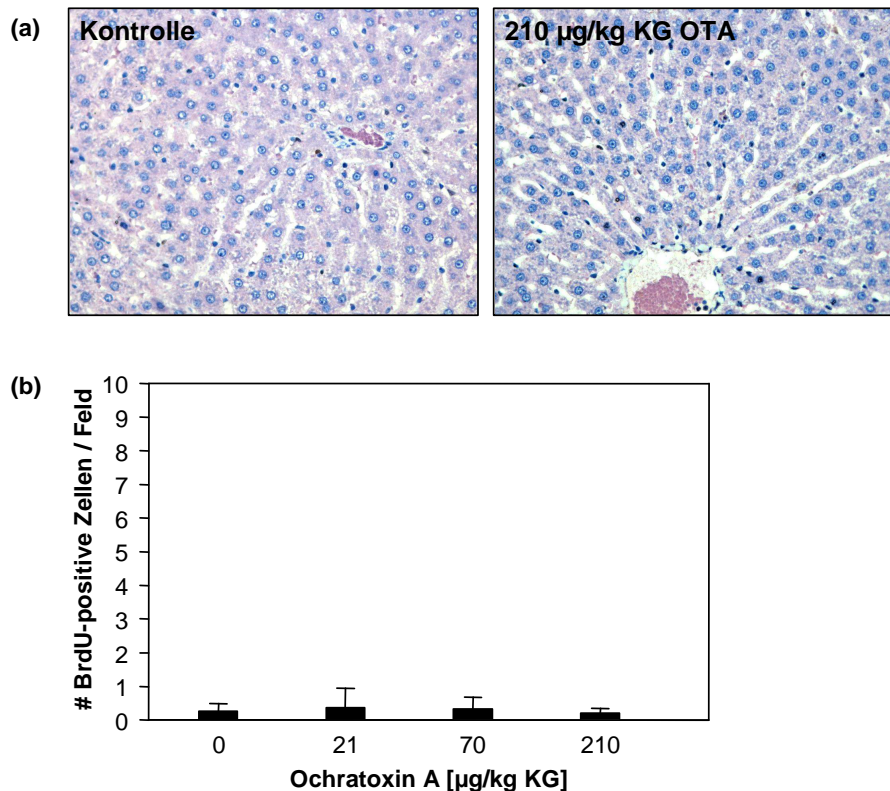 (a)
Kontrolle
210 µg/kg KG OTA
(b)
# BrdU-positive Zellen / Feld
10
9
8
7
6
5
4
3
2
1
0
0 21 70 210
Ochratoxin A [µg/kg KG]